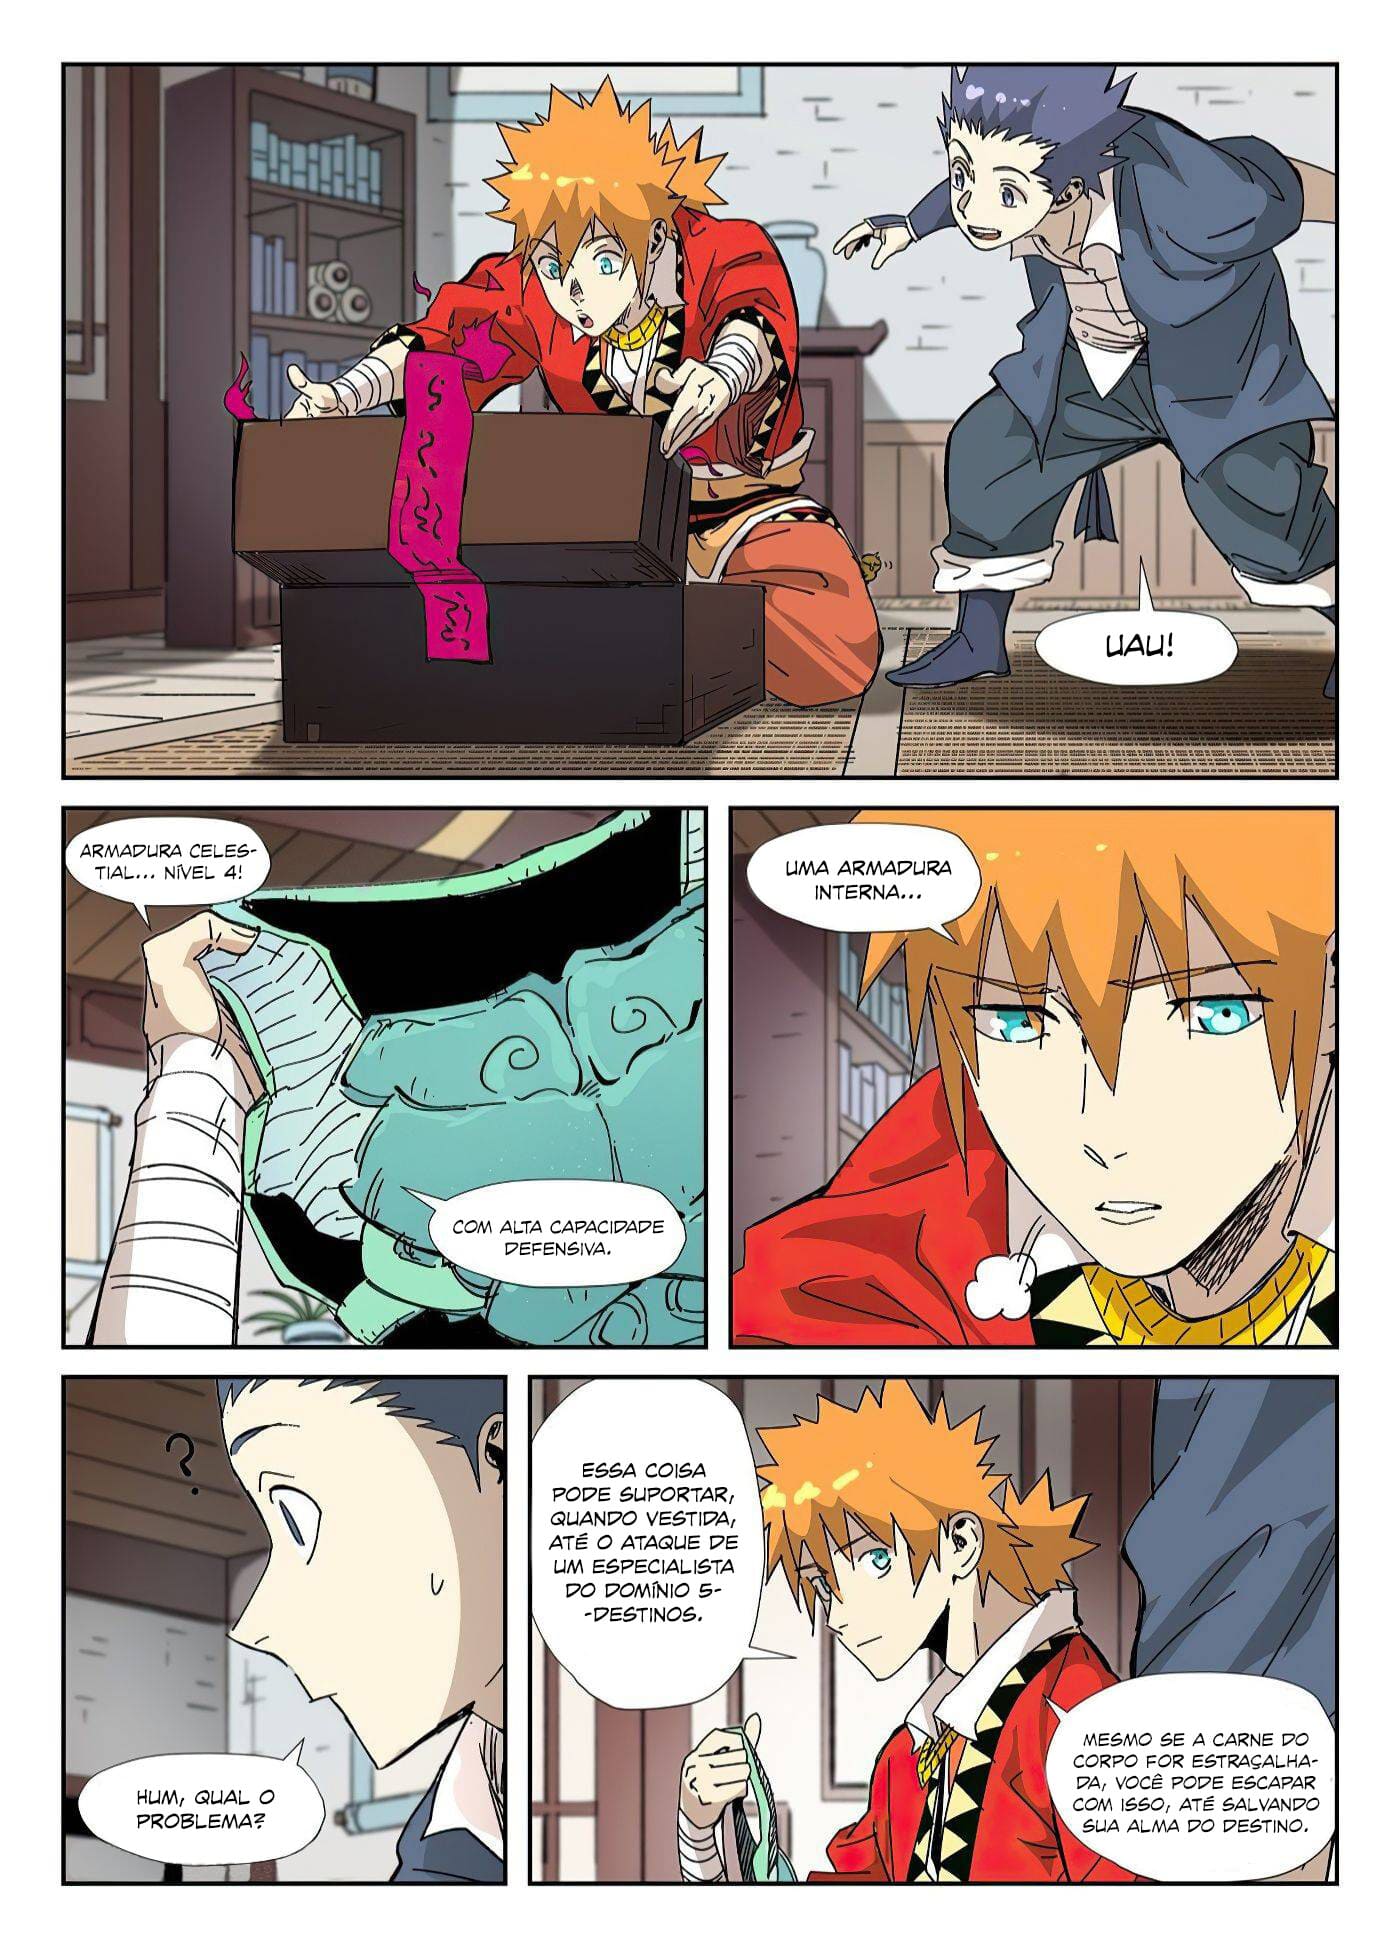 UAU!
ARMADURA CELES-
TIAL... NÍVEL 4!
COM ALTA CAPACIDADE
DEFENSIVA.
UMA ARMADURA
INTERNA...
?
HUM, QUAL O
PROBLEMA?
ESSA COISA
PODE SUPORTAR,
QUANDO VESTIDA,
ATÉ O ATAQUE DE
UM ESPECIALISTA
DO DOMÍNIO 5-
-DESTINOS.
MESMO SE A CARNE DO
CORPO FOR ESTRAÇALHA-
DA, VOCÊ PODE ESCAPAR
COM ISSO, ATÉ SALVANDO
SUA ALMA DO DESTINO.